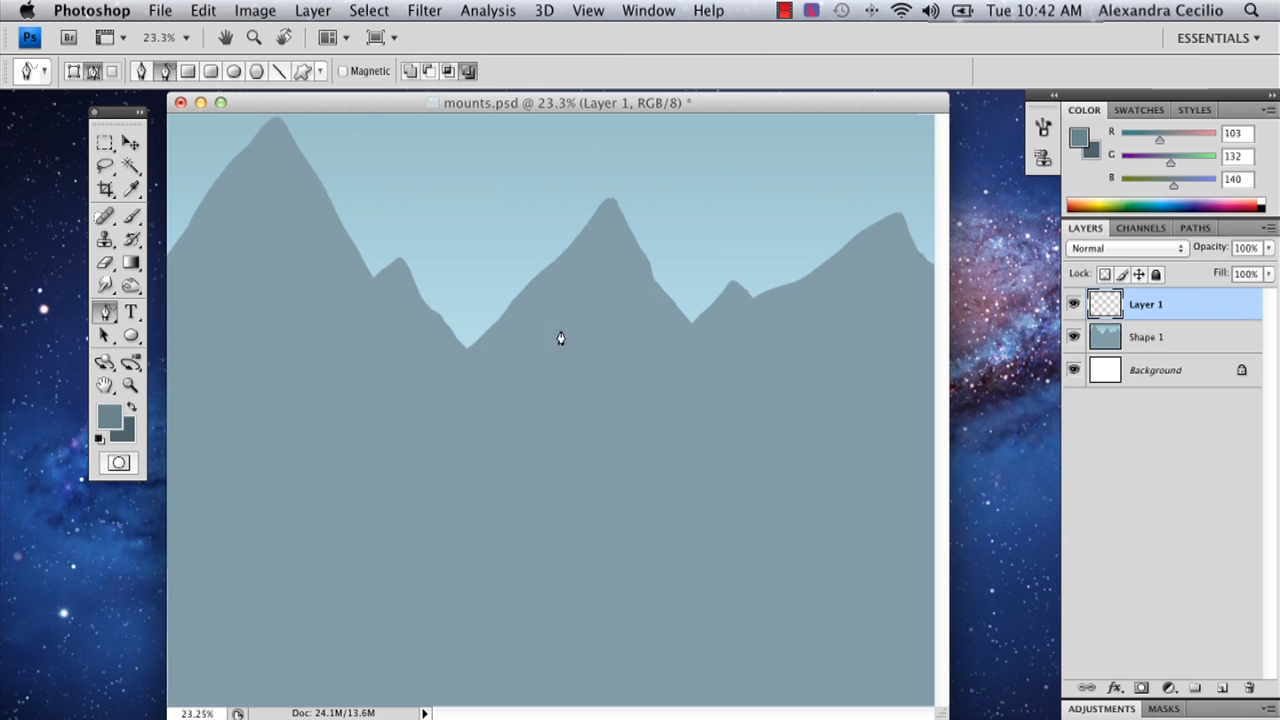 Photoshop File Edit Image Layer Select Filter Analysis 3D View Window Help Tue 10:42 AM Alexandra Cecilio
Ps Br 23.3% ESSENTIALS
Magnetic
mounts.psd @ 23.3% (Layer 1, RGB/8) *
COLOR SWATCHES STYLES
R 103
G 132
B 140
LAYERS CHANNELS PATHS
Normal Opacity: 100%
Lock: Fill: 100%
Layer 1
Shape 1
Background
T
fx
ADJUSTMENTS MASKS
23.25% Doc: 24.1M/13.6M